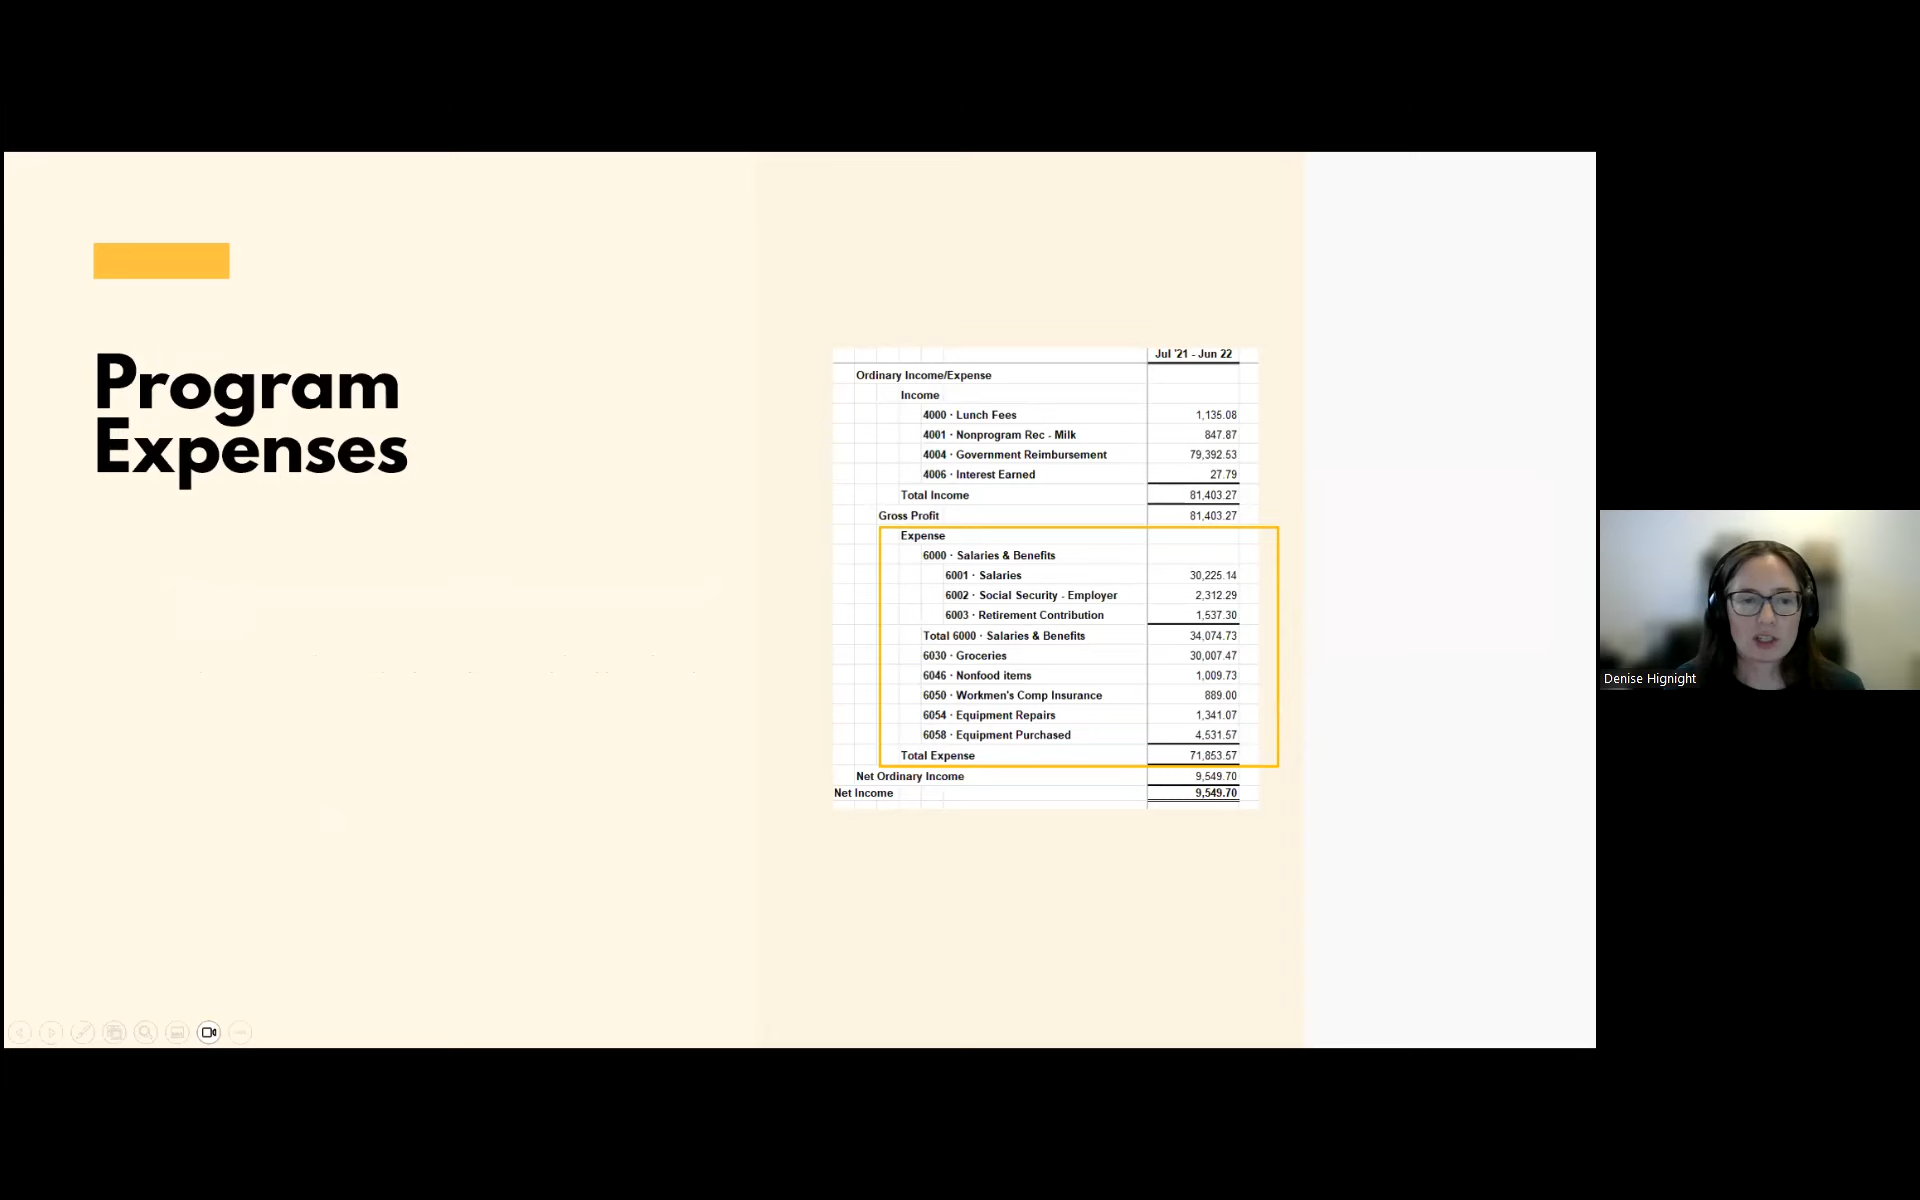 Program
Expenses
Jul '21 - Jun 22
Ordinary Income/Expense
Income
4000 · Lunch Fees 1,135.08
4001 · Nonprogram Rec - Milk 847.87
4004 · Government Reimbursement 79,392.53
4006 · Interest Earned 27.79
Total Income 81,403.27
Gross Profit 81,403.27
Expense
6000 · Salaries & Benefits
6001 · Salaries 30,225.14
6002 · Social Security - Employer 2,312.29
6003 · Retirement Contribution 1,537.30
Total 6000 · Salaries & Benefits 34,074.73
6030 · Groceries 30,007.47
6046 · Nonfood items 1,009.73
6050 · Workmen's Comp Insurance 889.00
6054 · Equipment Repairs 1,341.07
6058 · Equipment Purchased 4,531.57
Total Expense 71,853.57
Net Ordinary Income 9,549.70
Net Income 9,549.70
Denise Hignight